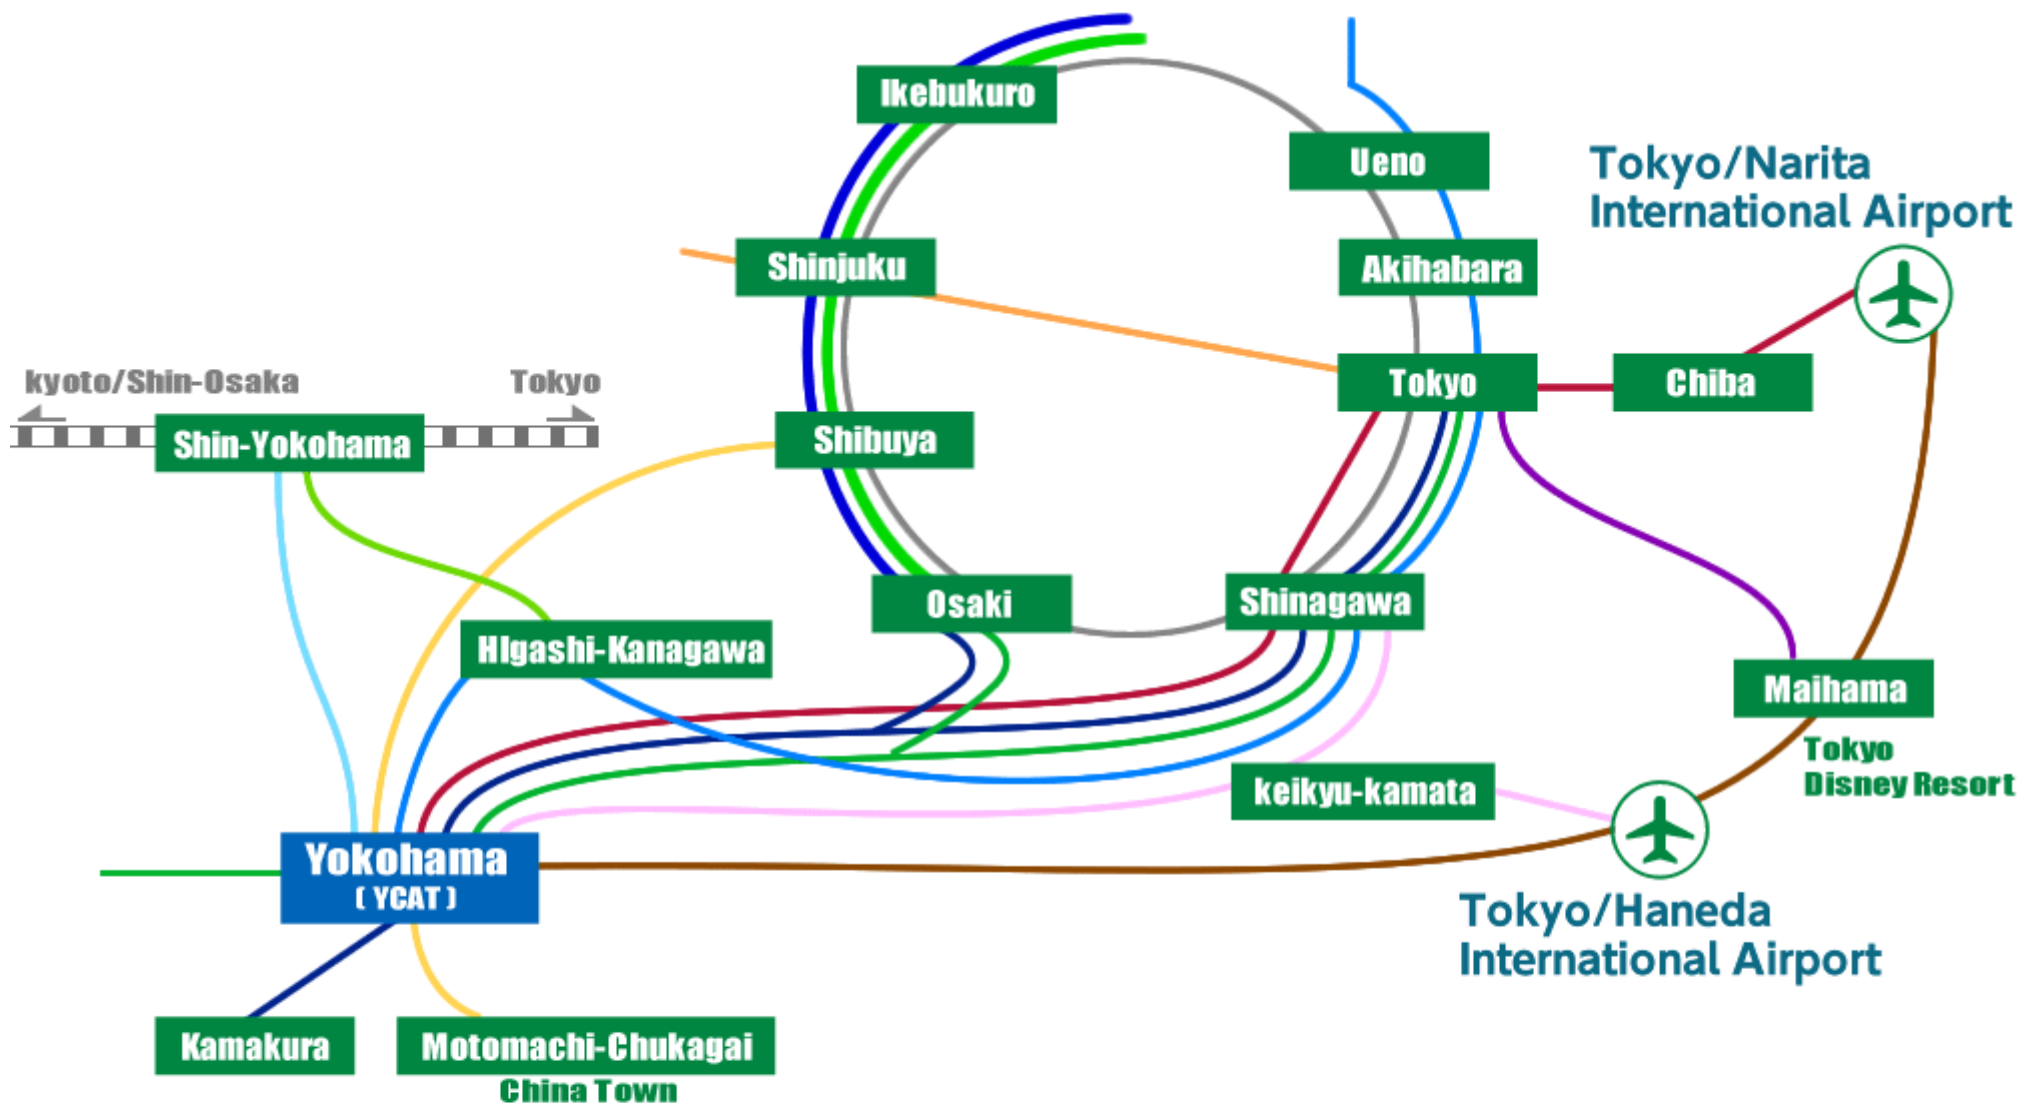 Ikebukuro
Ueno
Tokyo/Narita
International Airport
Shinjuku
Akihabara
kyoto/Shin-Osaka
Tokyo
Tokyo
Chiba
Shin-Yokohama
Shibuya
Osaki
Shinagawa
HIgashi-Kanagawa
Maihama
Tokyo
Disney Resort
keikyu-kamata
Yokohama
( YCAT )
Tokyo/Haneda
International Airport
Kamakura
Motomachi-Chukagai
China Town